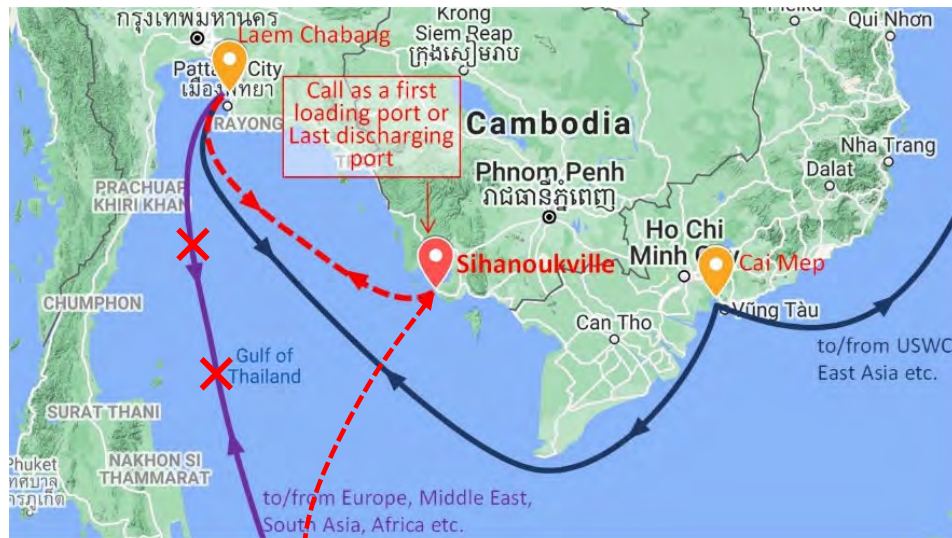 กรุงเทพมหานคร
Laem Chabang
Pattaya City
เมืองพัทยา
RAYONG
Krong
Siem Reap
ក្រុងសៀមរាប
Qui Nhơn
Call as a first
loading port or
Last discharging
port
Cambodia
Nha Trang
Dalat
Phnom Penh
រាជធានីភ្នំពេញ
PRACHUAP
KHIRI KHAN
Ho Chi
Minh City
Sihanoukville
Cai Mep
CHUMPHON
Vũng Tàu
Can Tho
Gulf of
Thailand
to/from USWC
East Asia etc.
SURAT THANI
Phuket
NAKHON SI
THAMMARAT
to/from Europe, Middle East,
South Asia, Africa etc.